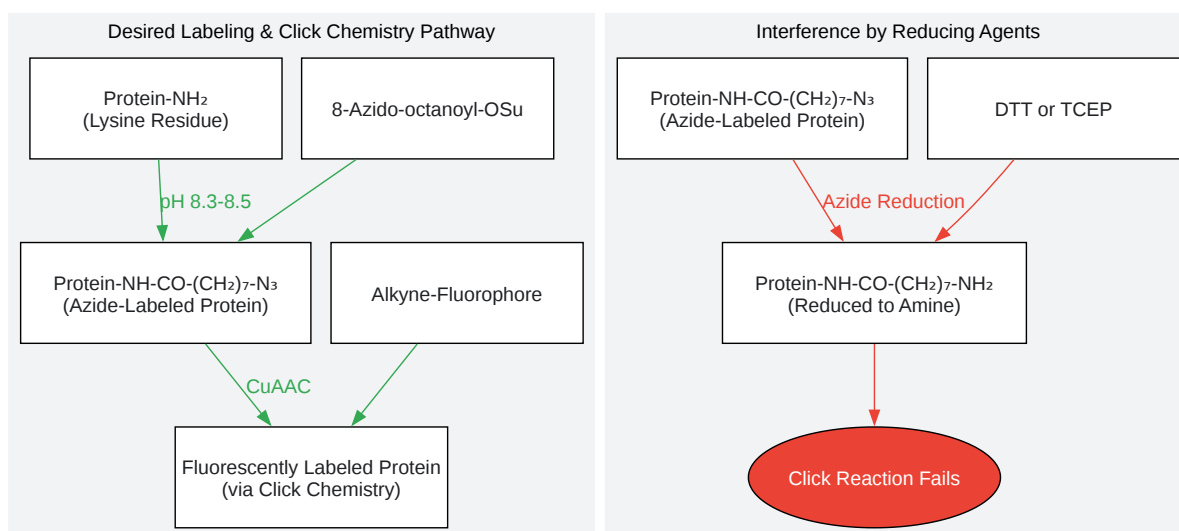 Desired Labeling & Click Chemistry Pathway
Protein-NH₂
(Lysine Residue)
8-Azido-octanoyl-OSu
pH 8.3-8.5
Protein-NH-CO-(CH₂)₇-N₃
(Azide-Labeled Protein)
Alkyne-Fluorophore
CuAAC
Fluorescently Labeled Protein
(via Click Chemistry)
Interference by Reducing Agents
Protein-NH-CO-(CH₂)₇-N₃
(Azide-Labeled Protein)
DTT or TCEP
Azide Reduction
Protein-NH-CO-(CH₂)₇-NH₂
(Reduced to Amine)
Click Reaction Fails